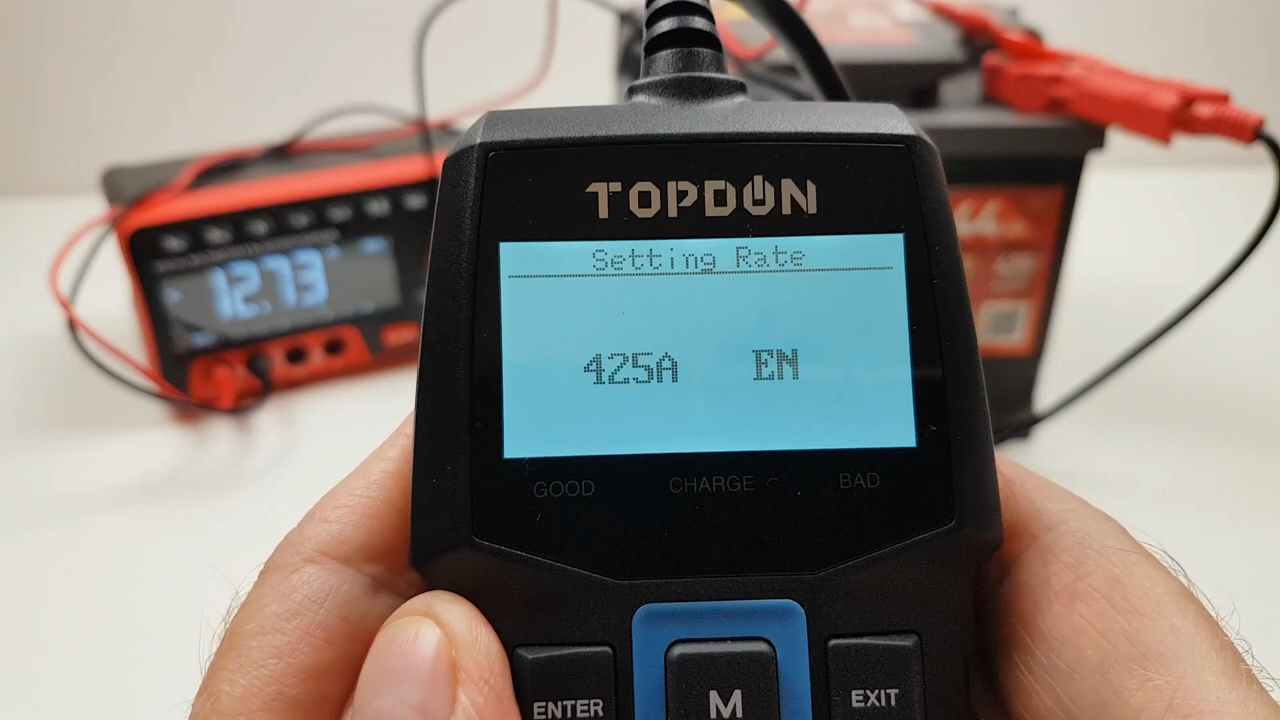 TOPDON
Setting Rate
12.73
425A EN
GOOD CHARGE BAD
ENTER M EXIT